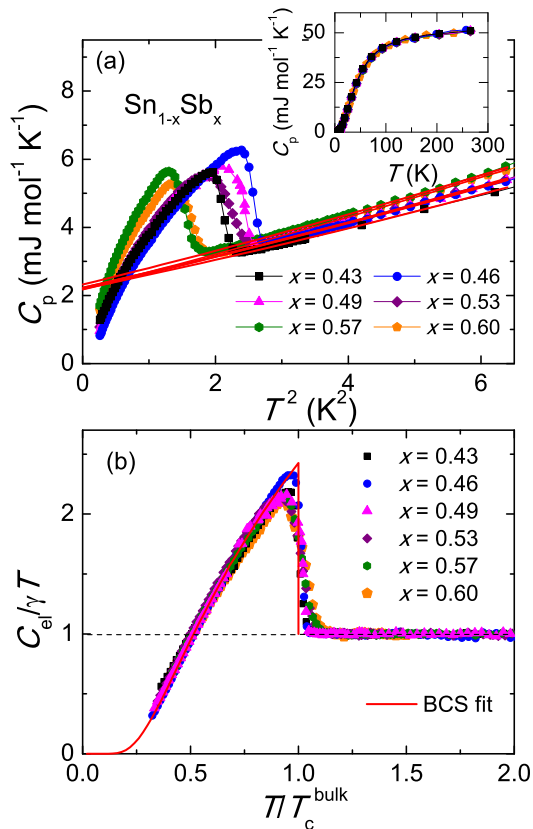 (a)
Sn1-xSbx
Cp (mJ mol-1 K-1)
8
6
4
2
0
0 2 4 6
T 2 (K2)
x = 0.43 x = 0.46
x = 0.49 x = 0.53
x = 0.57 x = 0.60
Cp (mJ mol-1 K-1)
50
25
0
0 100 200 300
T (K)
(b)
x = 0.43
x = 0.46
x = 0.49
x = 0.53
x = 0.57
x = 0.60
BCS fit
Cel/γT
2
1
0
0.0 0.5 1.0 1.5 2.0
T/Tcbulk